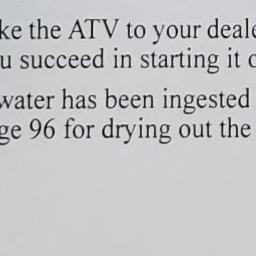 ke the ATV to your deale
u succeed in starting it o
water has been ingested
ge 96 for drying out the